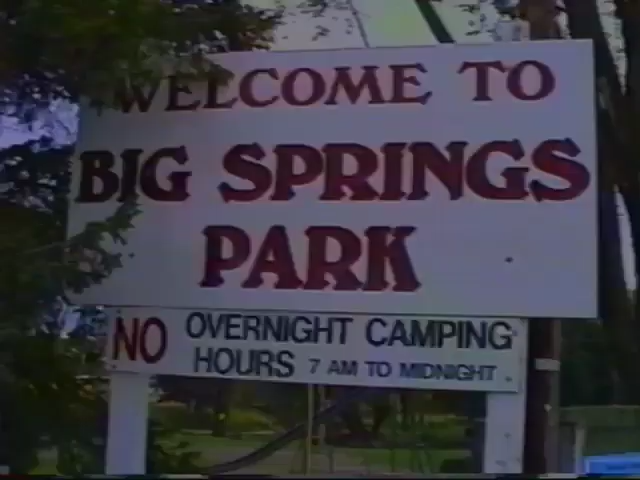 WELCOME TO
BIG SPRINGS
PARK
NO OVERNIGHT CAMPING
HOURS 7 AM TO MIDNIGHT